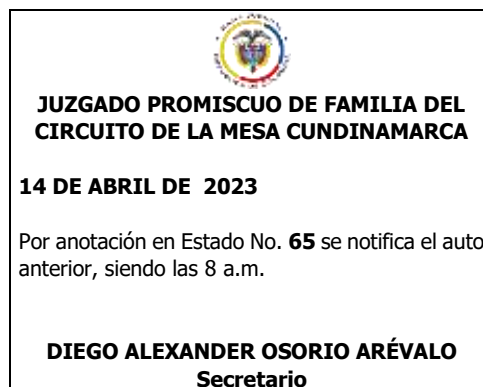 JUZGADO PROMISCUO DE FAMILIA DEL
CIRCUITO DE LA MESA CUNDINAMARCA
14 DE ABRIL DE 2023
Por anotación en Estado No. 65 se notifica el auto
anterior, siendo las 8 a.m.
DIEGO ALEXANDER OSORIO ARÉVALO
Secretario